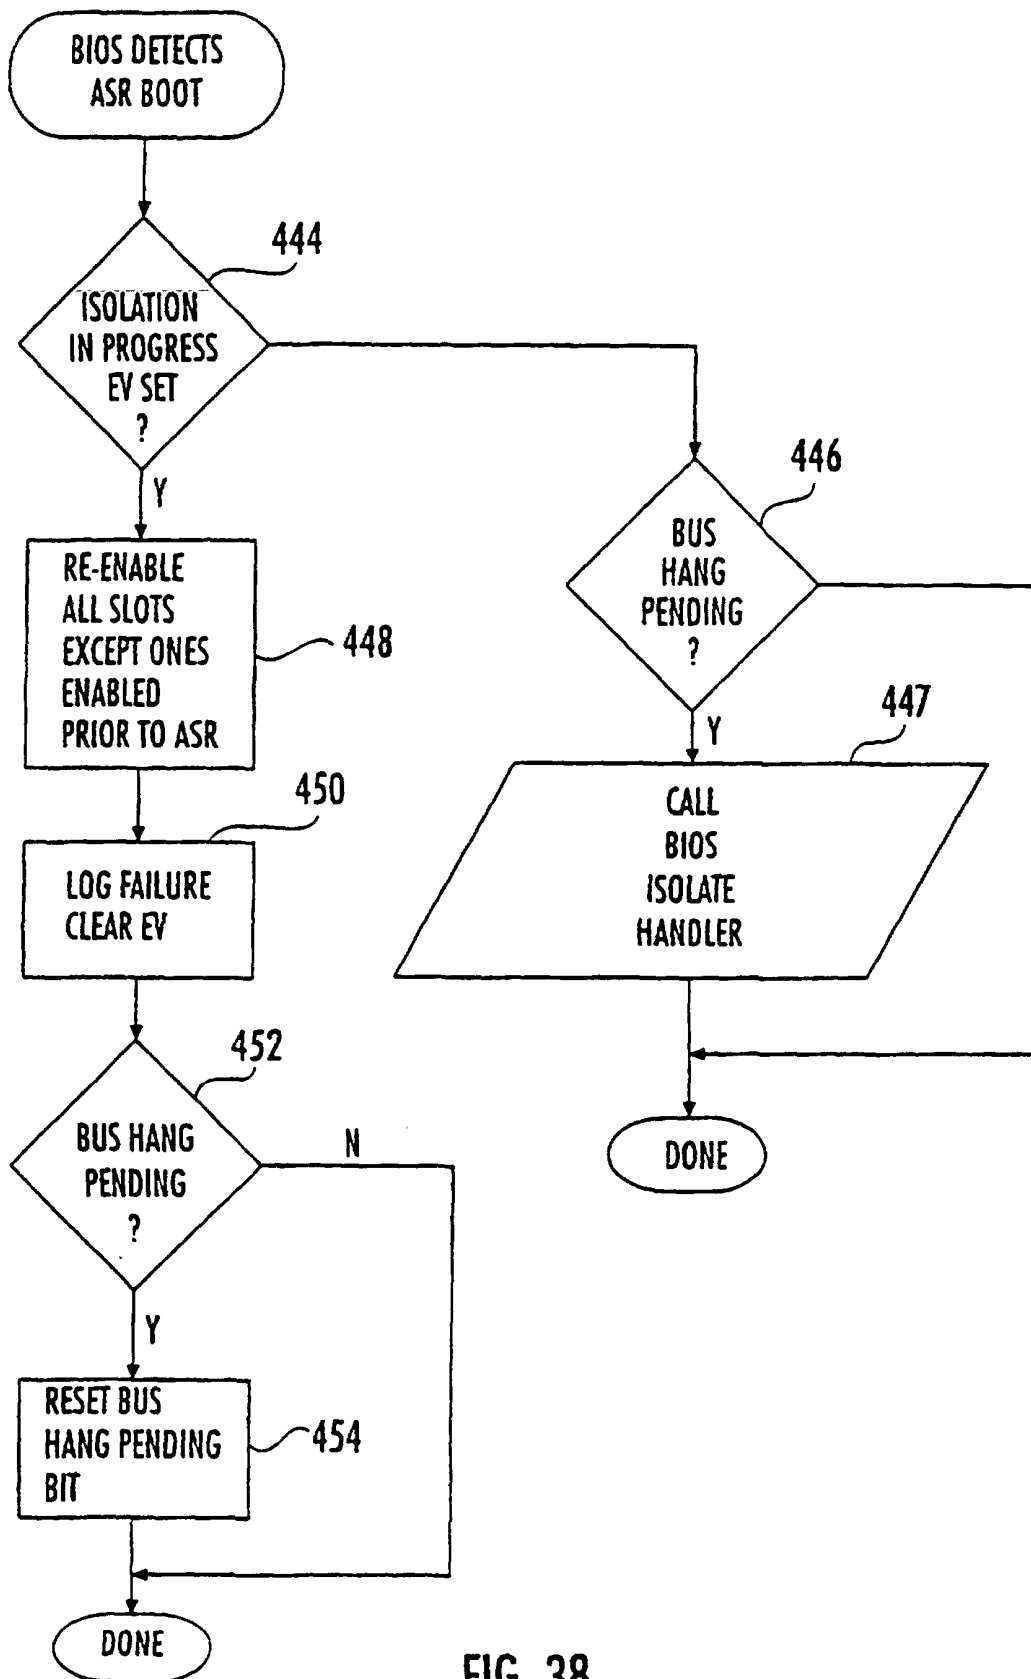 BIOS DETECTS
ASR BOOT
444
ISOLATION
IN PROGRESS
EV SET
?
Y
446
BUS
HANG
PENDING
?
Y
RE-ENABLE
ALL SLOTS
EXCEPT ONES
ENABLED
PRIOR TO ASR
448
447
CALL
BIOS
ISOLATE
HANDLER
450
LOG FAILURE
CLEAR EV
452
BUS HANG
PENDING
?
N
Y
DONE
RESET BUS
HANG PENDING
BIT
454
DONE
FIG. 38